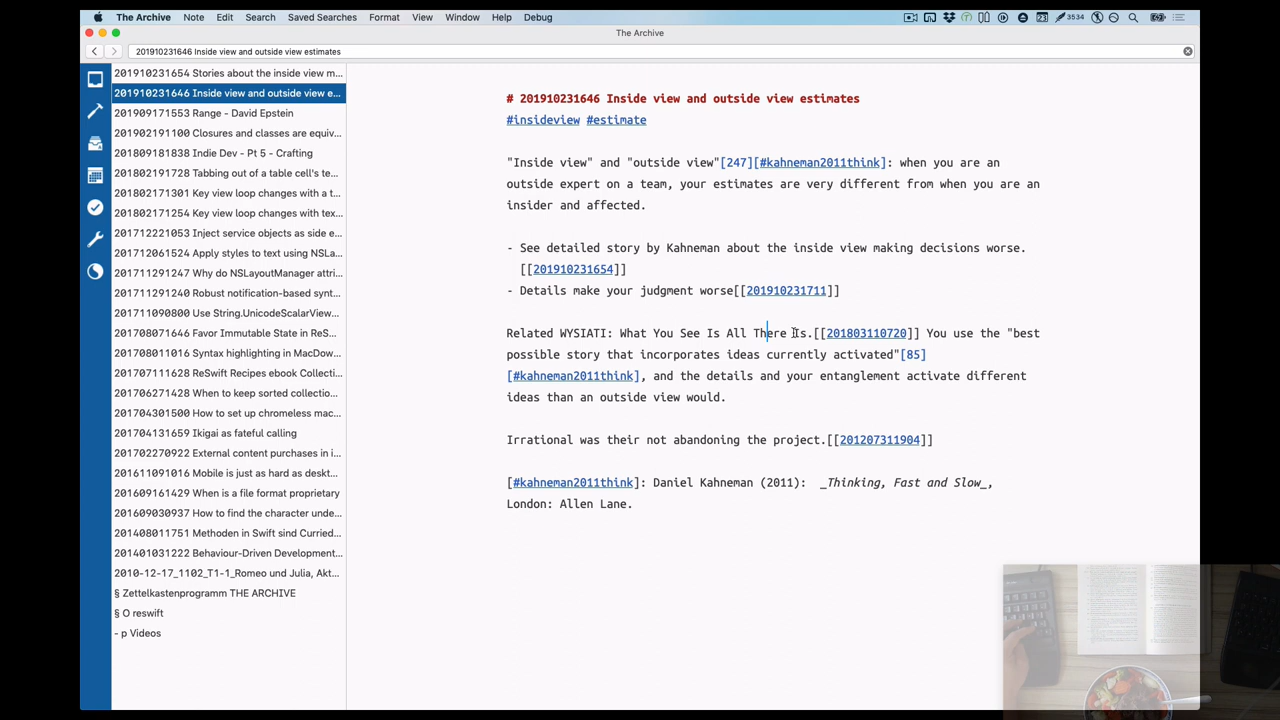 The Archive Note Edit Search Saved Searches Format View Window Help Debug 3534
The Archive
201910231646 Inside view and outside view estimates
201910231654 Stories about the inside view m...
201910231646 Inside view and outside view e...
201909171553 Range - David Epstein
201902191100 Closures and classes are equiv...
201809181838 Indie Dev - Pt 5 - Crafting
201802191728 Tabbing out of a table cell's te...
201802171301 Key view loop changes with a t...
201802171254 Key view loop changes with tex...
201712221053 Inject service objects as side e...
201712061524 Apply styles to text using NSLa...
201711291247 Why do NSLayoutManager attri...
201711291240 Robust notification-based synt...
201711090800 Use String.UnicodeScalarView...
201708071646 Favor Immutable State in ReS...
201708011016 Syntax highlighting in MacDow...
201707111628 ReSwift Recipes ebook Collecti...
201706271428 When to keep sorted collectio...
201704301500 How to set up chromeless mac...
201704131659 Ikigai as fateful calling
201702270922 External content purchases in i...
201611091016 Mobile is just as hard as deskt...
201609161429 When is a file format proprietary
201609030937 How to find the character unde...
201408011751 Methoden in Swift sind Curried...
201401031222 Behaviour-Driven Development...
2010-12-17_1102_T1-1_Romeo und Julia, Akt...
§ Zettelkastenprogramm THE ARCHIVE
§ O reswift
- p Videos
# 201910231646 Inside view and outside view estimates
#insideview #estimate
"Inside view" and "outside view"[247][#kahneman2011think]: when you are an
outside expert on a team, your estimates are very different from when you are an
insider and affected.
- See detailed story by Kahneman about the inside view making decisions worse.
[[201910231654]]
- Details make your judgment worse[[201910231711]]
Related WYSIATI: What You See Is All There Is.[[201803110720]] You use the "best
possible story that incorporates ideas currently activated"[85]
[#kahneman2011think], and the details and your entanglement activate different
ideas than an outside view would.
Irrational was their not abandoning the project.[[201207311904]]
[#kahneman2011think]: Daniel Kahneman (2011): _Thinking, Fast and Slow_,
London: Allen Lane.